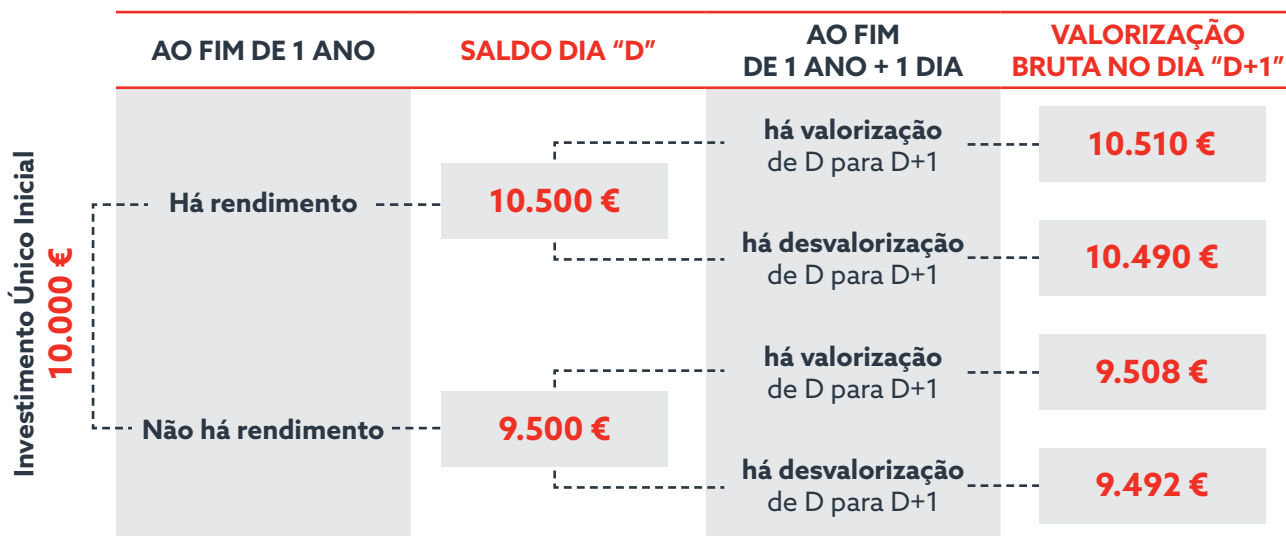 AO FIM DE 1 ANO
SALDO DIA “D”
AO FIM
DE 1 ANO + 1 DIA
VALORIZAÇÃO
BRUTA NO DIA “D+1”
Investimento Único Inicial
10.000 €
Há rendimento
10.500 €
há valorização
de D para D+1
10.510 €
há desvalorização
de D para D+1
10.490 €
Não há rendimento
9.500 €
há valorização
de D para D+1
9.508 €
há desvalorização
de D para D+1
9.492 €